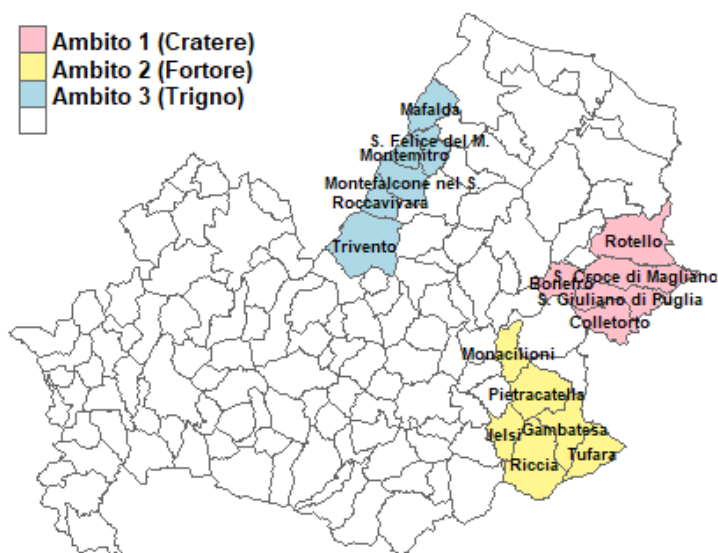 Ambito 1 (Cratere)
Ambito 2 (Fortore)
Ambito 3 (Trigno)
Mafalda
S. Felice del M.
Montemitro
Montefalcone nel S.
Roccavivara
Trivento
Rotello
S. Croce di Magliano
Bonefro
S. Giuliano di Puglia
Colletorto
Monacilioni
Pietracatella
Jelsi
Gambatesa
Tufara
Riccia